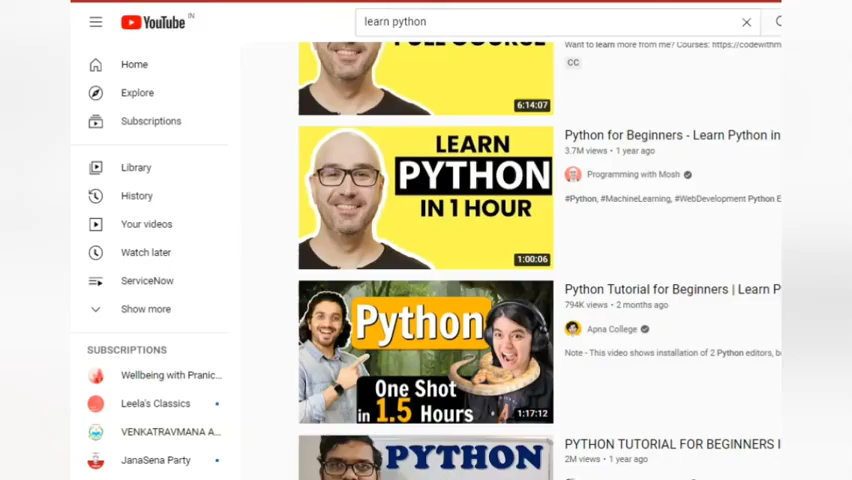 YouTube IN
learn python
Home
Explore
Subscriptions
Library
History
Your videos
Watch later
ServiceNow
Show more
SUBSCRIPTIONS
Wellbeing with Pranic...
Leela's Classics
VENKATRAVMANA A...
JanaSena Party
FULL COURSE
6:14:07
Want to learn more from me? Courses: https://codewithm
CC
LEARN
PYTHON
IN 1 HOUR
1:00:06
Python for Beginners - Learn Python in
3.7M views • 1 year ago
Programming with Mosh
#Python, #MachineLearning, #WebDevelopment Python E
Python
One Shot
in 1.5 Hours
1:17:12
Python Tutorial for Beginners | Learn P
794K views • 2 months ago
Apna College
Note - This video shows installation of 2 Python editors, b
PYTHON
PYTHON TUTORIAL FOR BEGINNERS I
2M views • 1 year ago